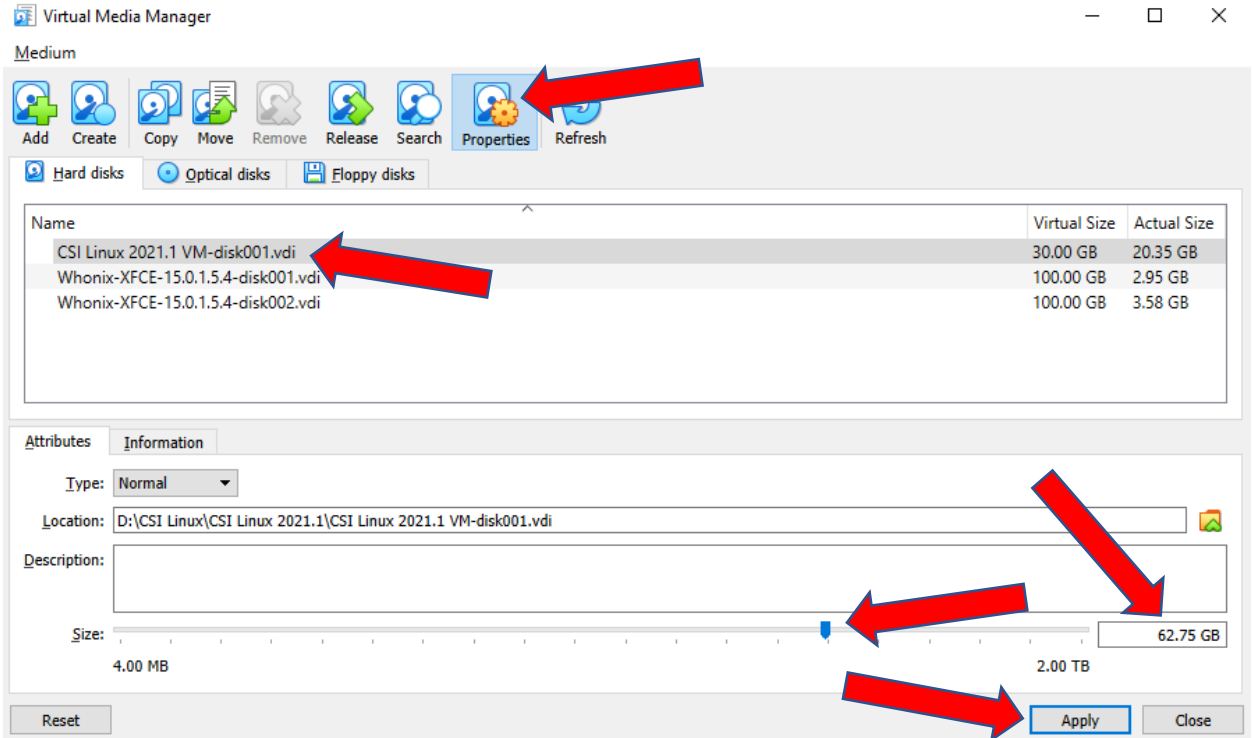 Virtual Media Manager
Medium
Add Create Copy Move Remove Release Search Properties Refresh
Hard disks Optical disks Floppy disks
Name Virtual Size Actual Size
CSI Linux 2021.1 VM-disk001.vdi 30.00 GB 20.35 GB
Whonix-XFCE-15.0.1.5.4-disk001.vdi 100.00 GB 2.95 GB
Whonix-XFCE-15.0.1.5.4-disk002.vdi 100.00 GB 3.58 GB
Attributes Information
Type: Normal
Location: D:\CSI Linux\CSI Linux 2021.1\CSI Linux 2021.1 VM-disk001.vdi
Description:
Size: 62.75 GB
4.00 MB 2.00 TB
Reset Apply Close